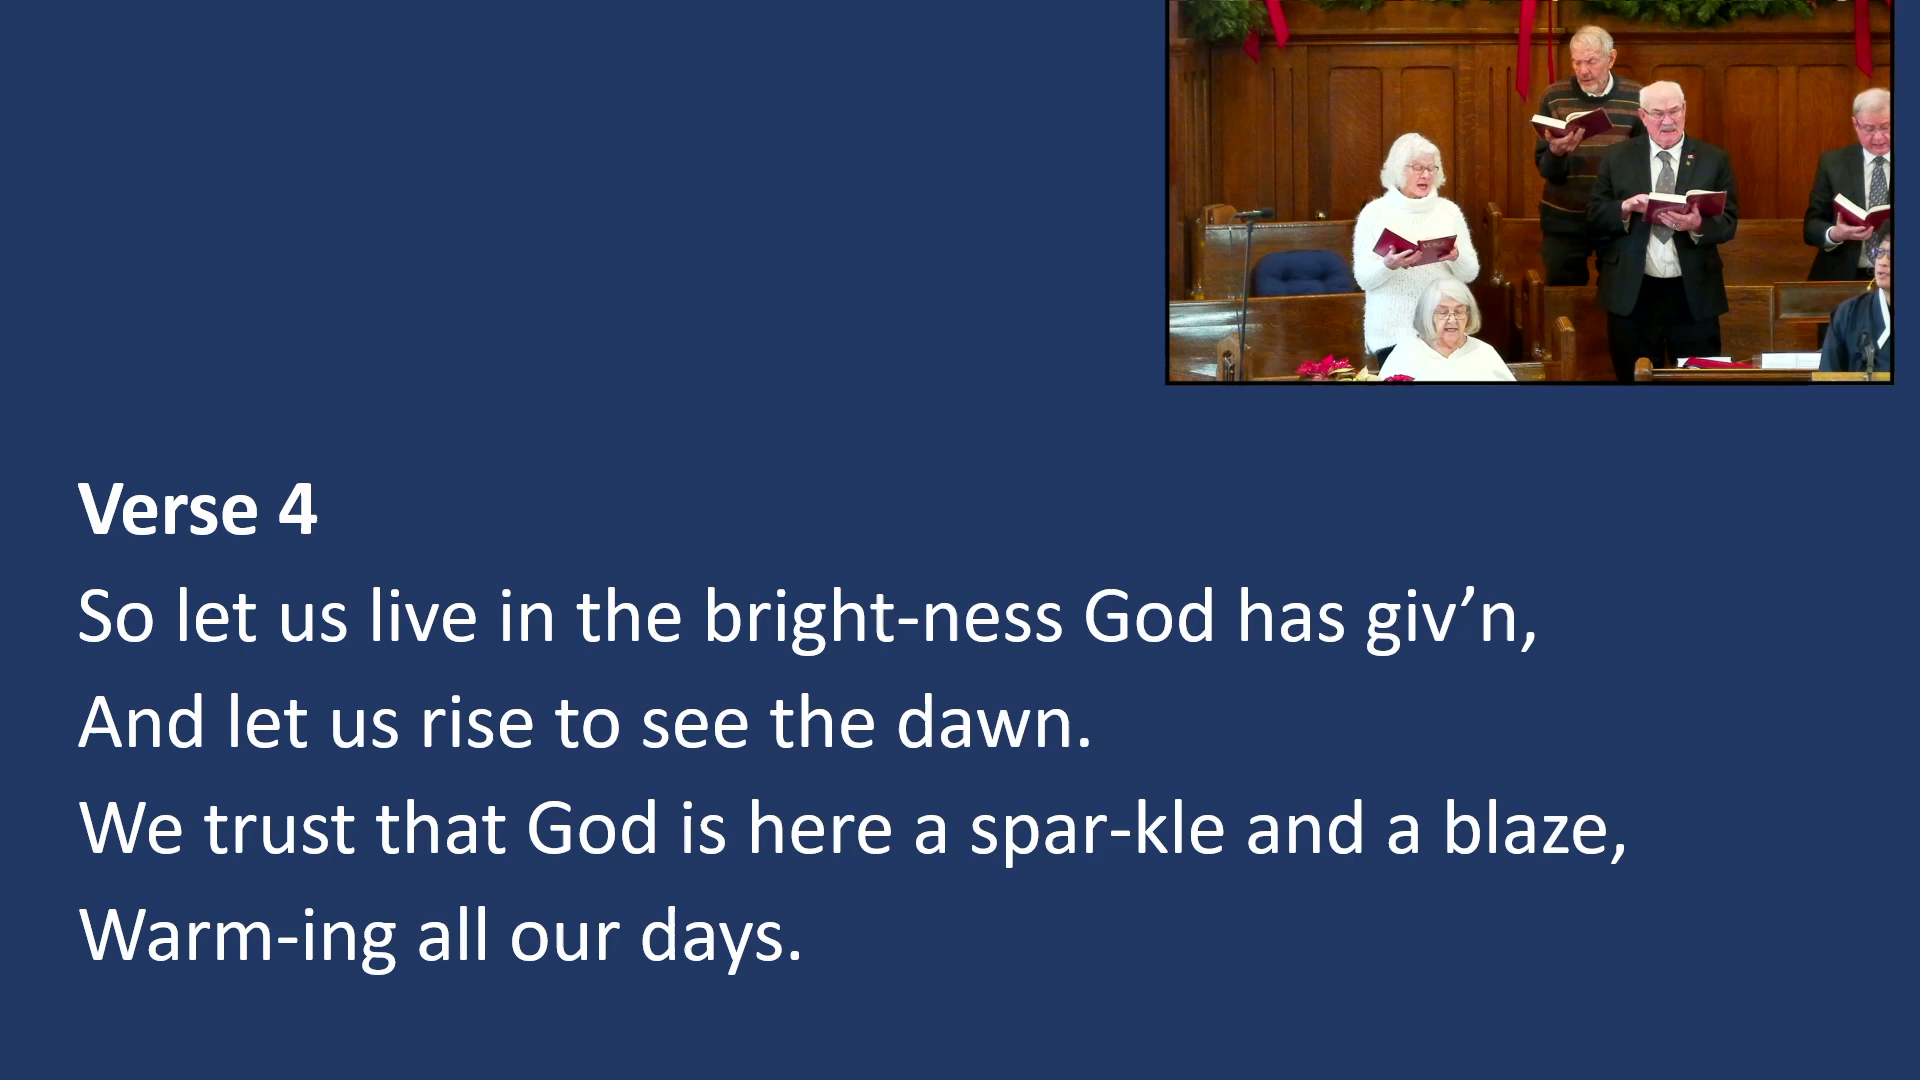 Verse 4
So let us live in the bright-ness God has giv’n,
And let us rise to see the dawn.
We trust that God is here a spar-kle and a blaze,
Warm-ing all our days.